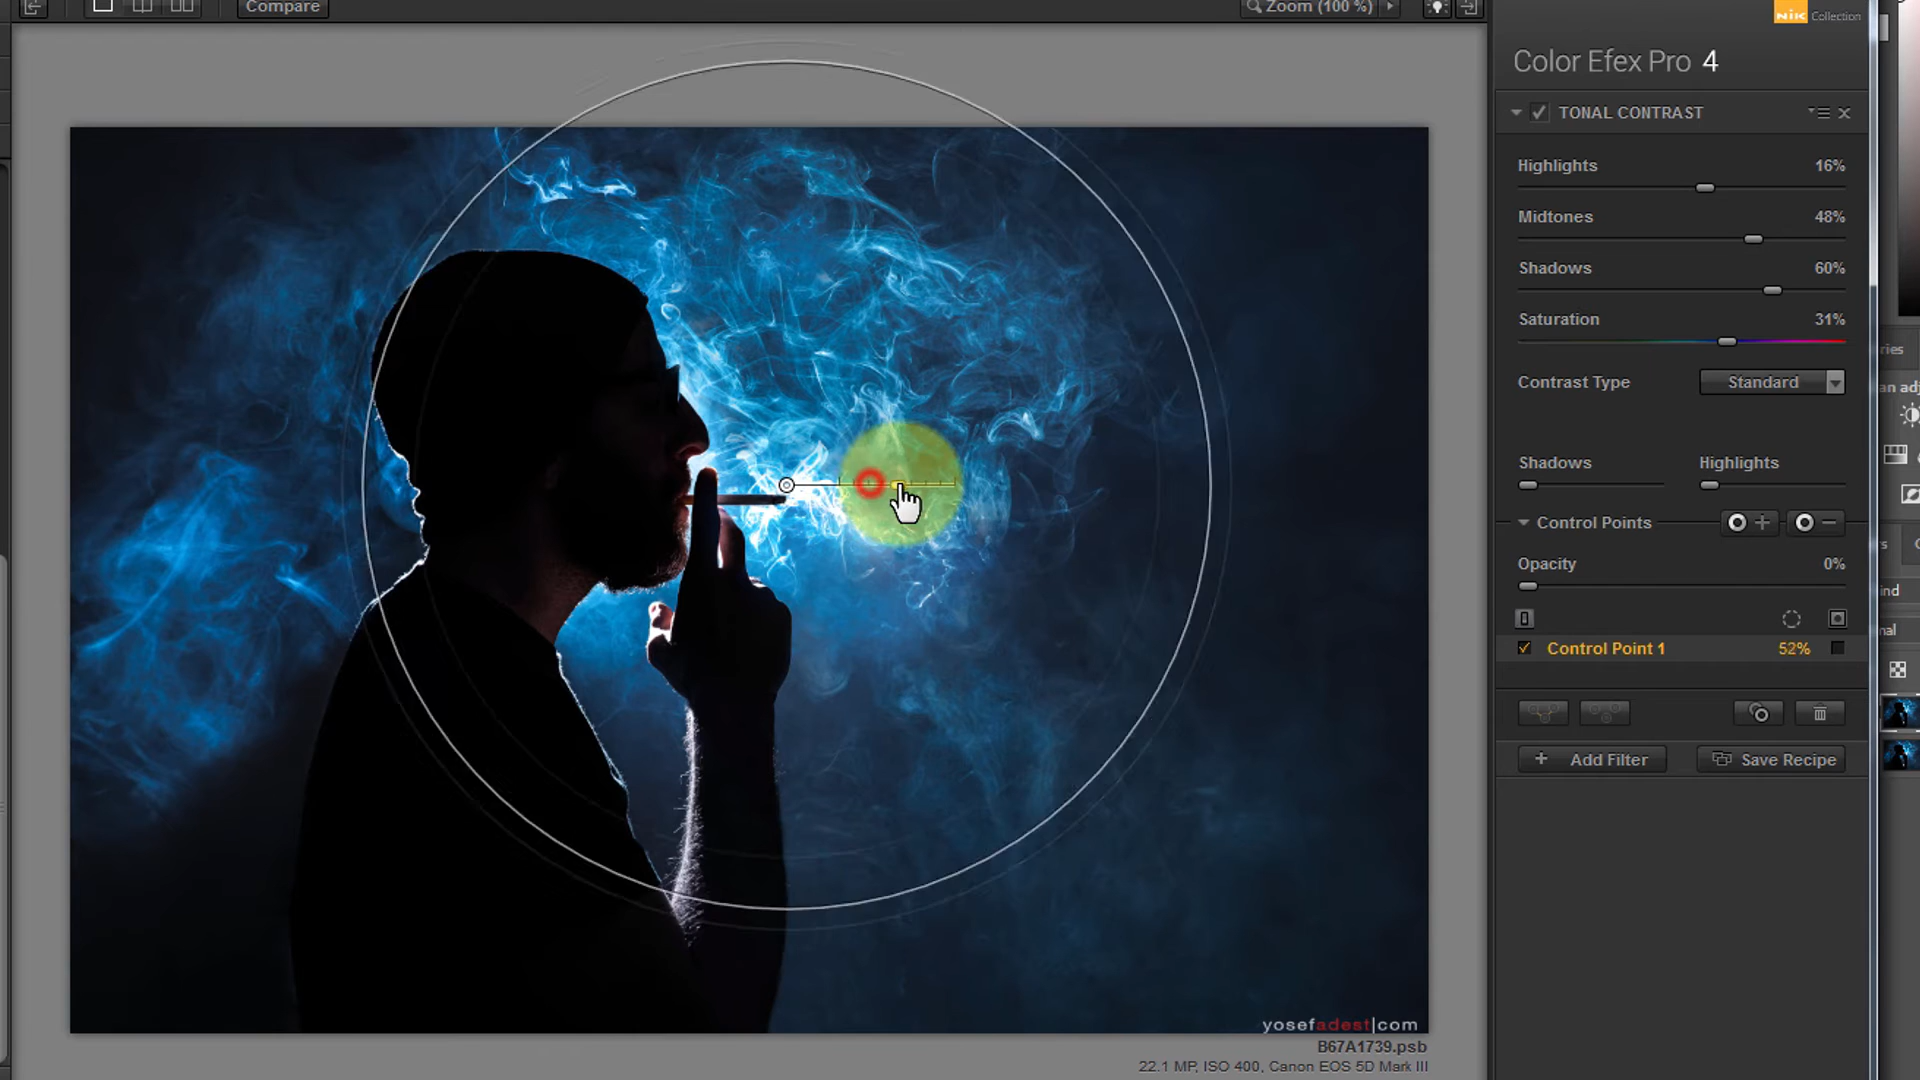 Compare
Zoom (100 %)
NIK Collection
Color Efex Pro 4
TONAL CONTRAST
Highlights 16%
Midtones 48%
Shadows 60%
Saturation 31%
Contrast Type Standard
Shadows Highlights
Control Points
Opacity 0%
Control Point 1 52%
Add Filter Save Recipe
yosefadest|com
B67A1739.psb
22.1 MP, ISO 400, Canon EOS 5D Mark III